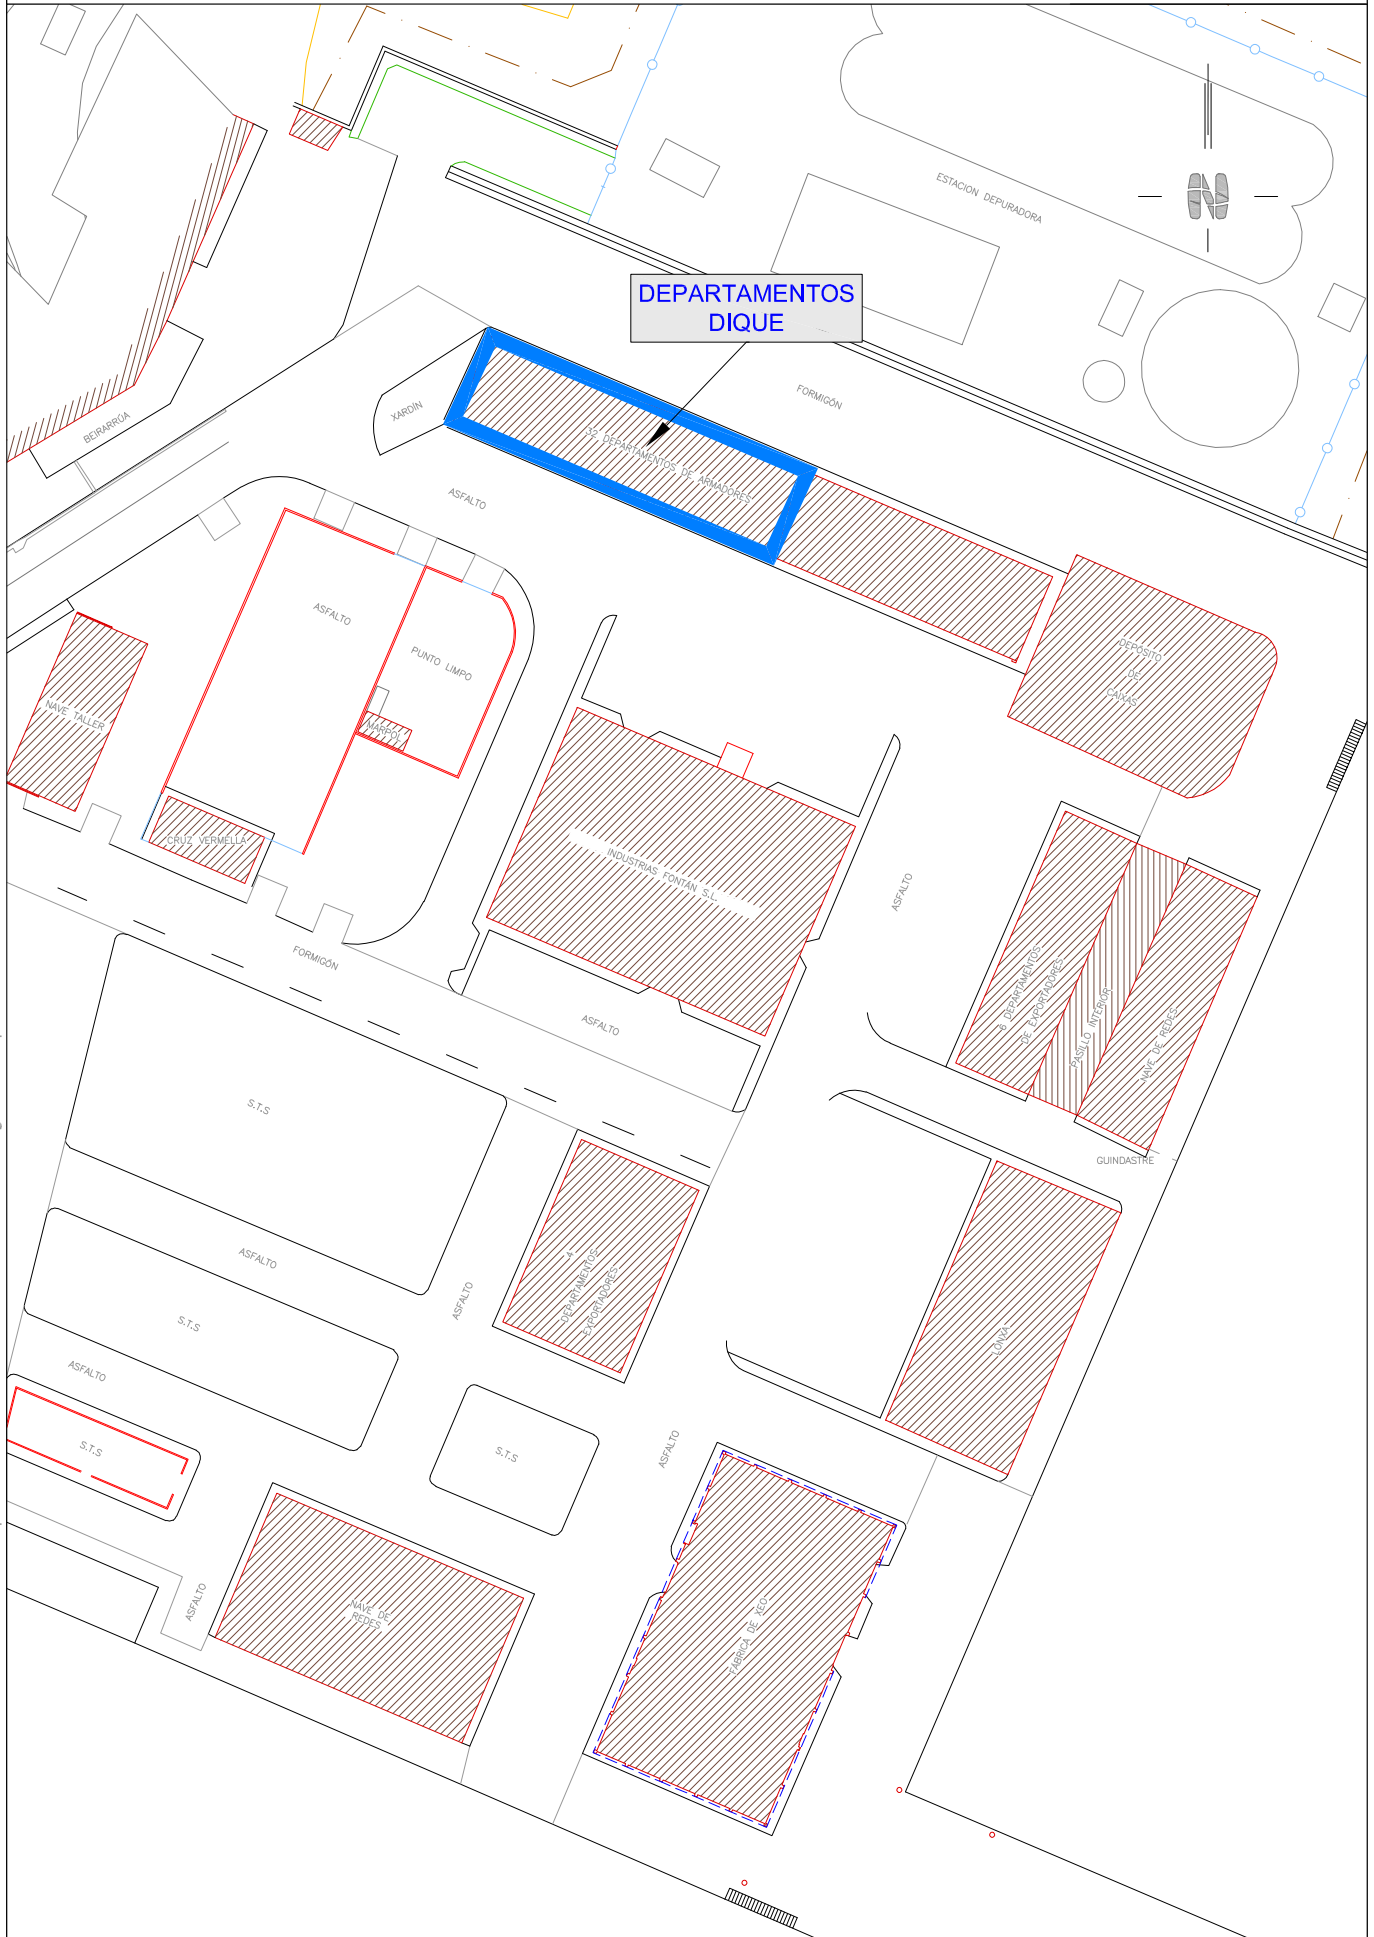 ESTACION DEPURADORA
DEPARTAMENTOS
DIQUE
FORMIGÓN
XARDÍN
BEIRARRÚA
32 DEPARTAMENTOS DE ARMADORES
ASFALTO
ASFALTO
PUNTO LIMPO
DEPÓSITO
DE
CAIXAS
NAVE TALLER
MARPOL
CRUZ VERMELLA
INDUSTRIAS FONTÁN S.L.
ASFALTO
FORMIGÓN
ASFALTO
6 DEPARTAMENTOS
DE EXPORTADORES
PASILLO INTERIOR
NAVE DE REDES
S.T.S
GUINDASTRE
ASFALTO
4
DEPARTAMENTOS
EXPORTADORES
ASFALTO
S.T.S
LONXA
ASFALTO
S.T.S
S.T.S
ASFALTO
NAVE DE
REDES
ASFALTO
FÁBRICA DE XEO